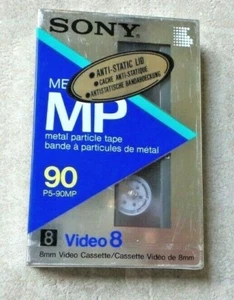 SONY
• ANTI-STATIC LID
• CACHE ANTI-STATIQUE
• ANTISTATISCHE BANDABDECKUNG
ME
MP
metal particle tape
bande à particules de métal
90
P5-90MP
8 Video 8
8mm Video Cassette/Cassette Vidéo de 8mm